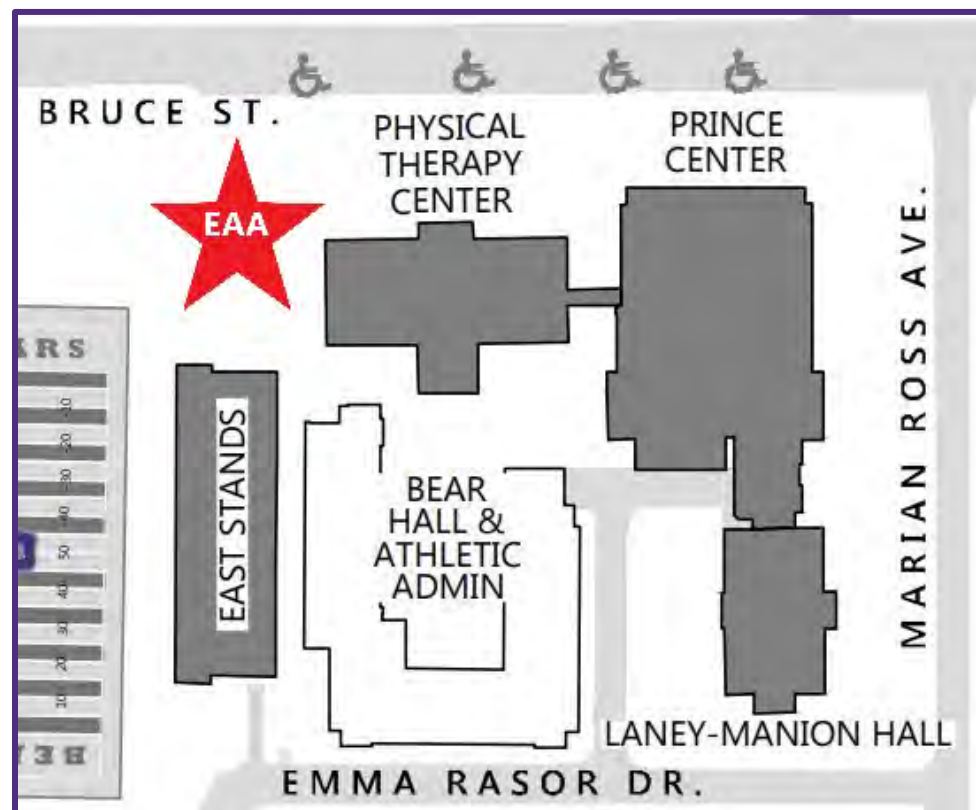 BRUCE ST.
PHYSICAL
THERAPY
CENTER
PRINCE
CENTER
EAA
MARIAN ROSS AVE.
ARS
-10
-20
-30
-40
50
40
30
20
10
EAST STANDS
BEAR
HALL &
ATHLETIC
ADMIN
LANEY-MANION HALL
EMMA RASOR DR.